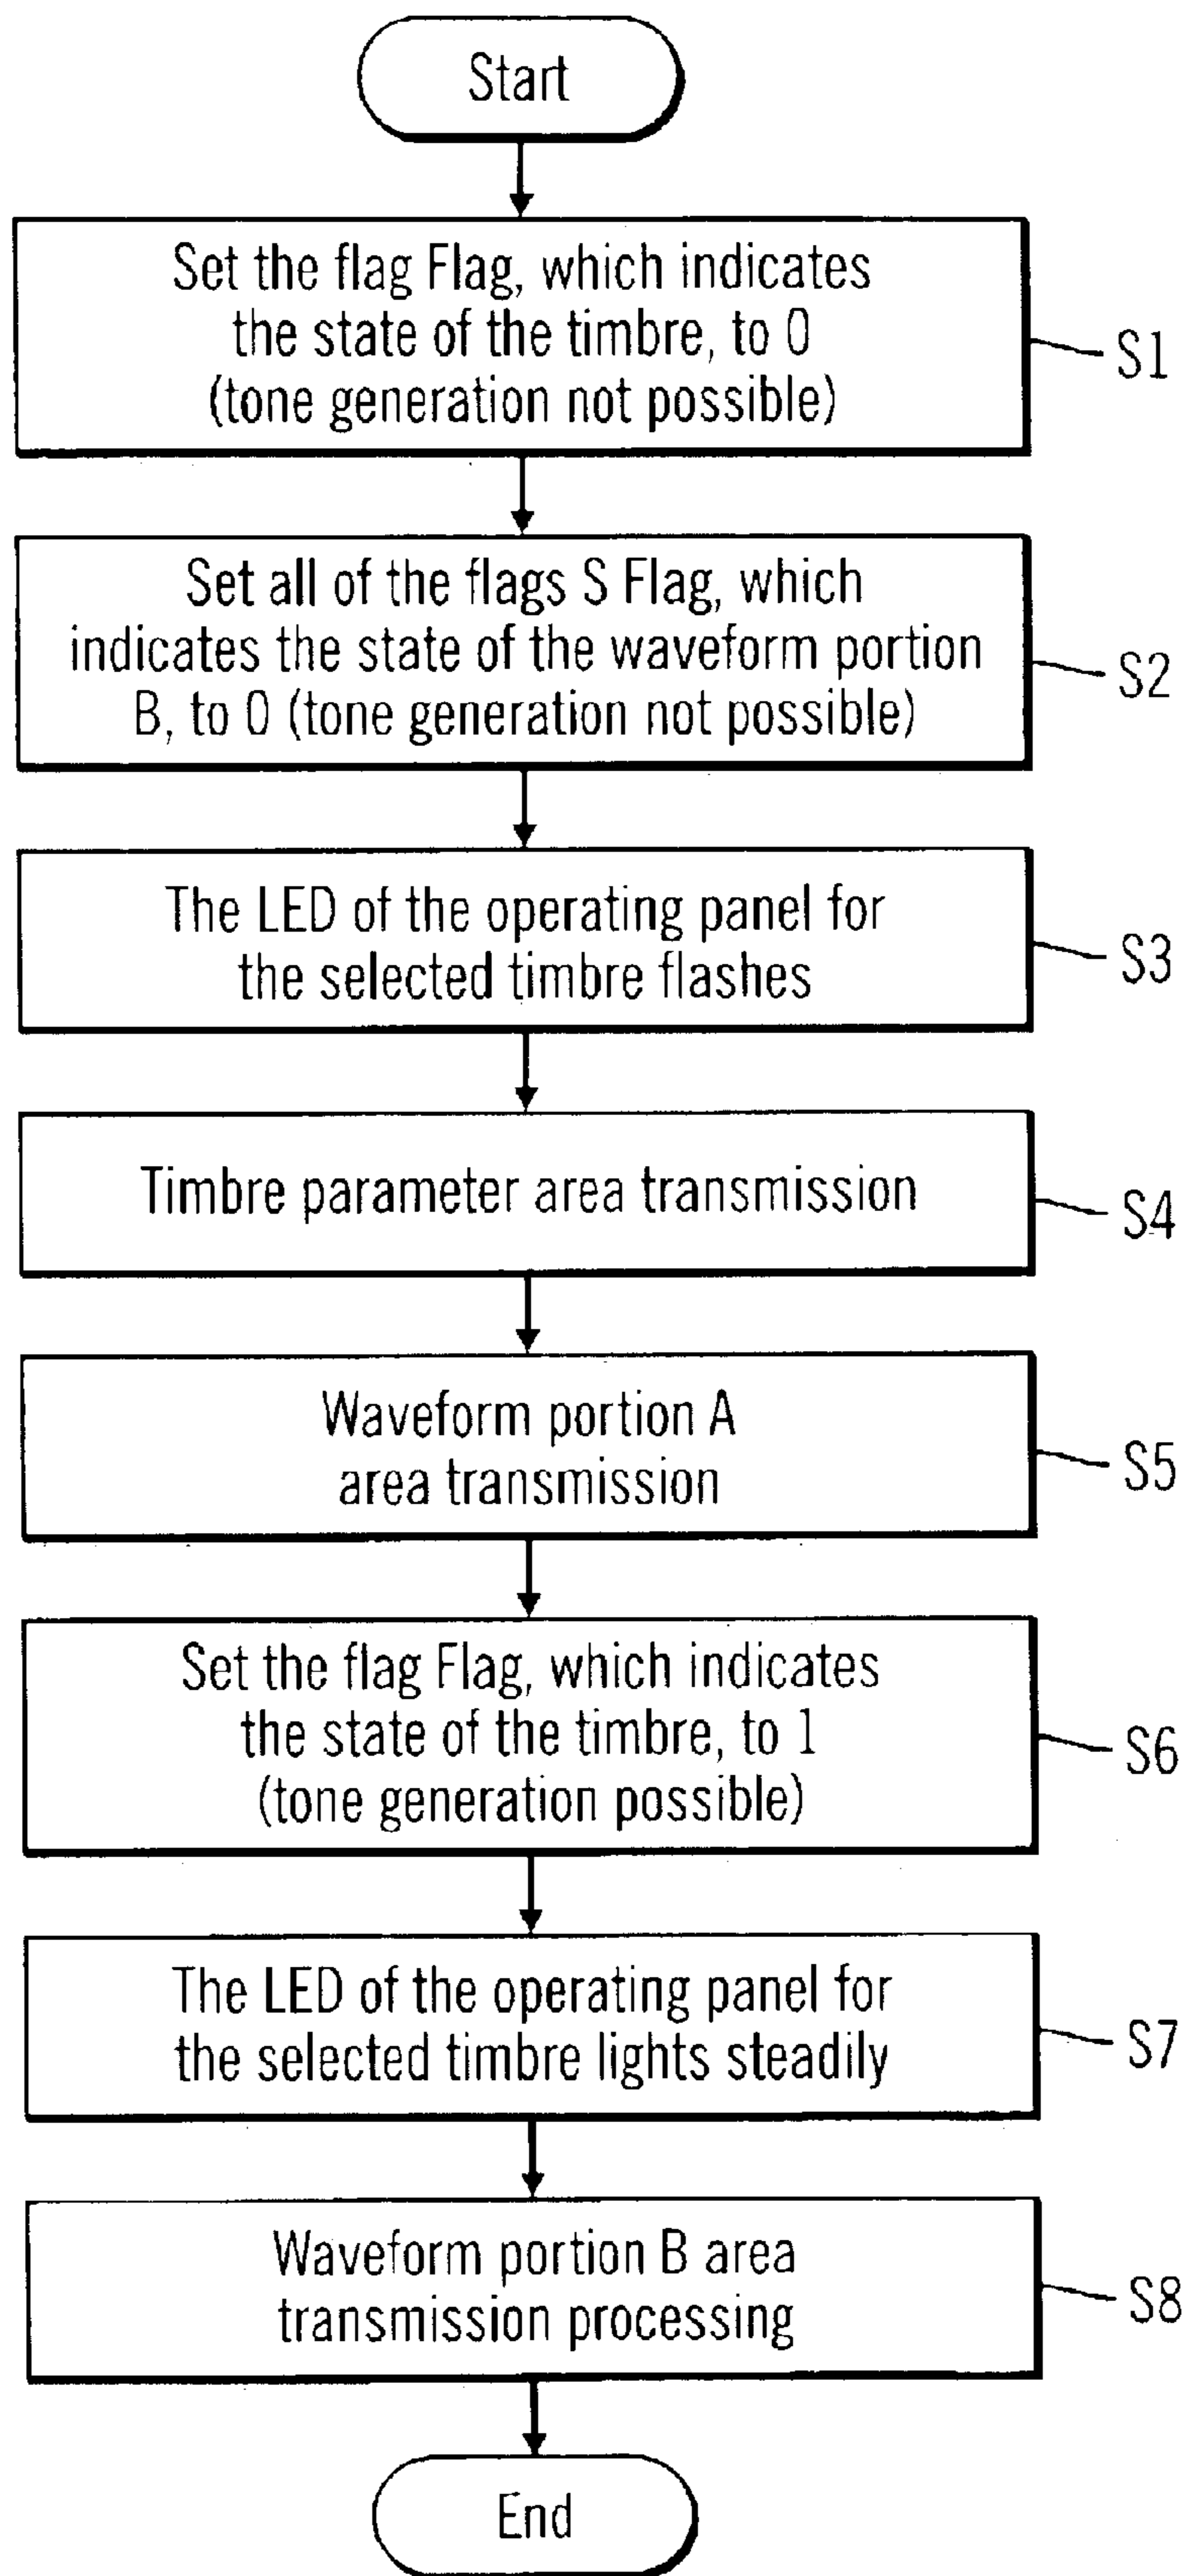 Start
Set the flag Flag, which indicates
the state of the timbre, to 0
(tone generation not possible)
S1
Set all of the flags S Flag, which
indicates the state of the waveform portion
B, to 0 (tone generation not possible)
S2
The LED of the operating panel for
the selected timbre flashes
S3
Timbre parameter area transmission
S4
Waveform portion A
area transmission
S5
Set the flag Flag, which indicates
the state of the timbre, to 1
(tone generation possible)
S6
The LED of the operating panel for
the selected timbre lights steadily
S7
Waveform portion B area
transmission processing
S8
End